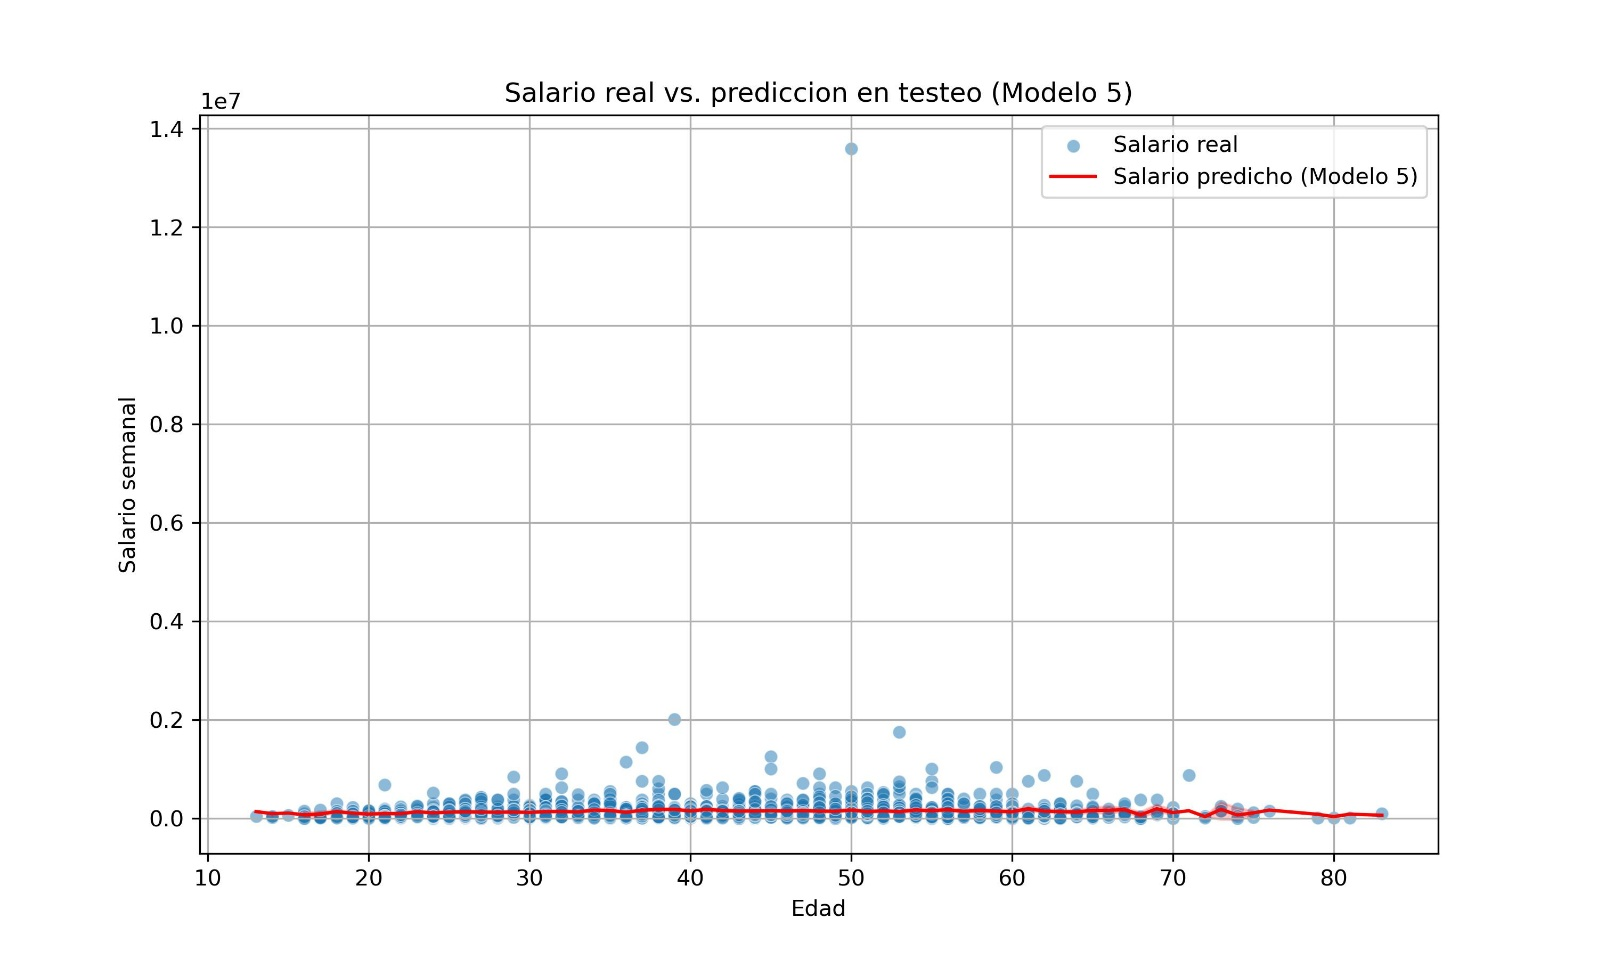 Salario real vs. prediccion en testeo (Modelo 5)
1e7
1.4
1.2
1.0
0.8
0.6
0.4
0.2
0.0
Salario semanal
Salario real
Salario predicho (Modelo 5)
10 20 30 40 50 60 70 80
Edad